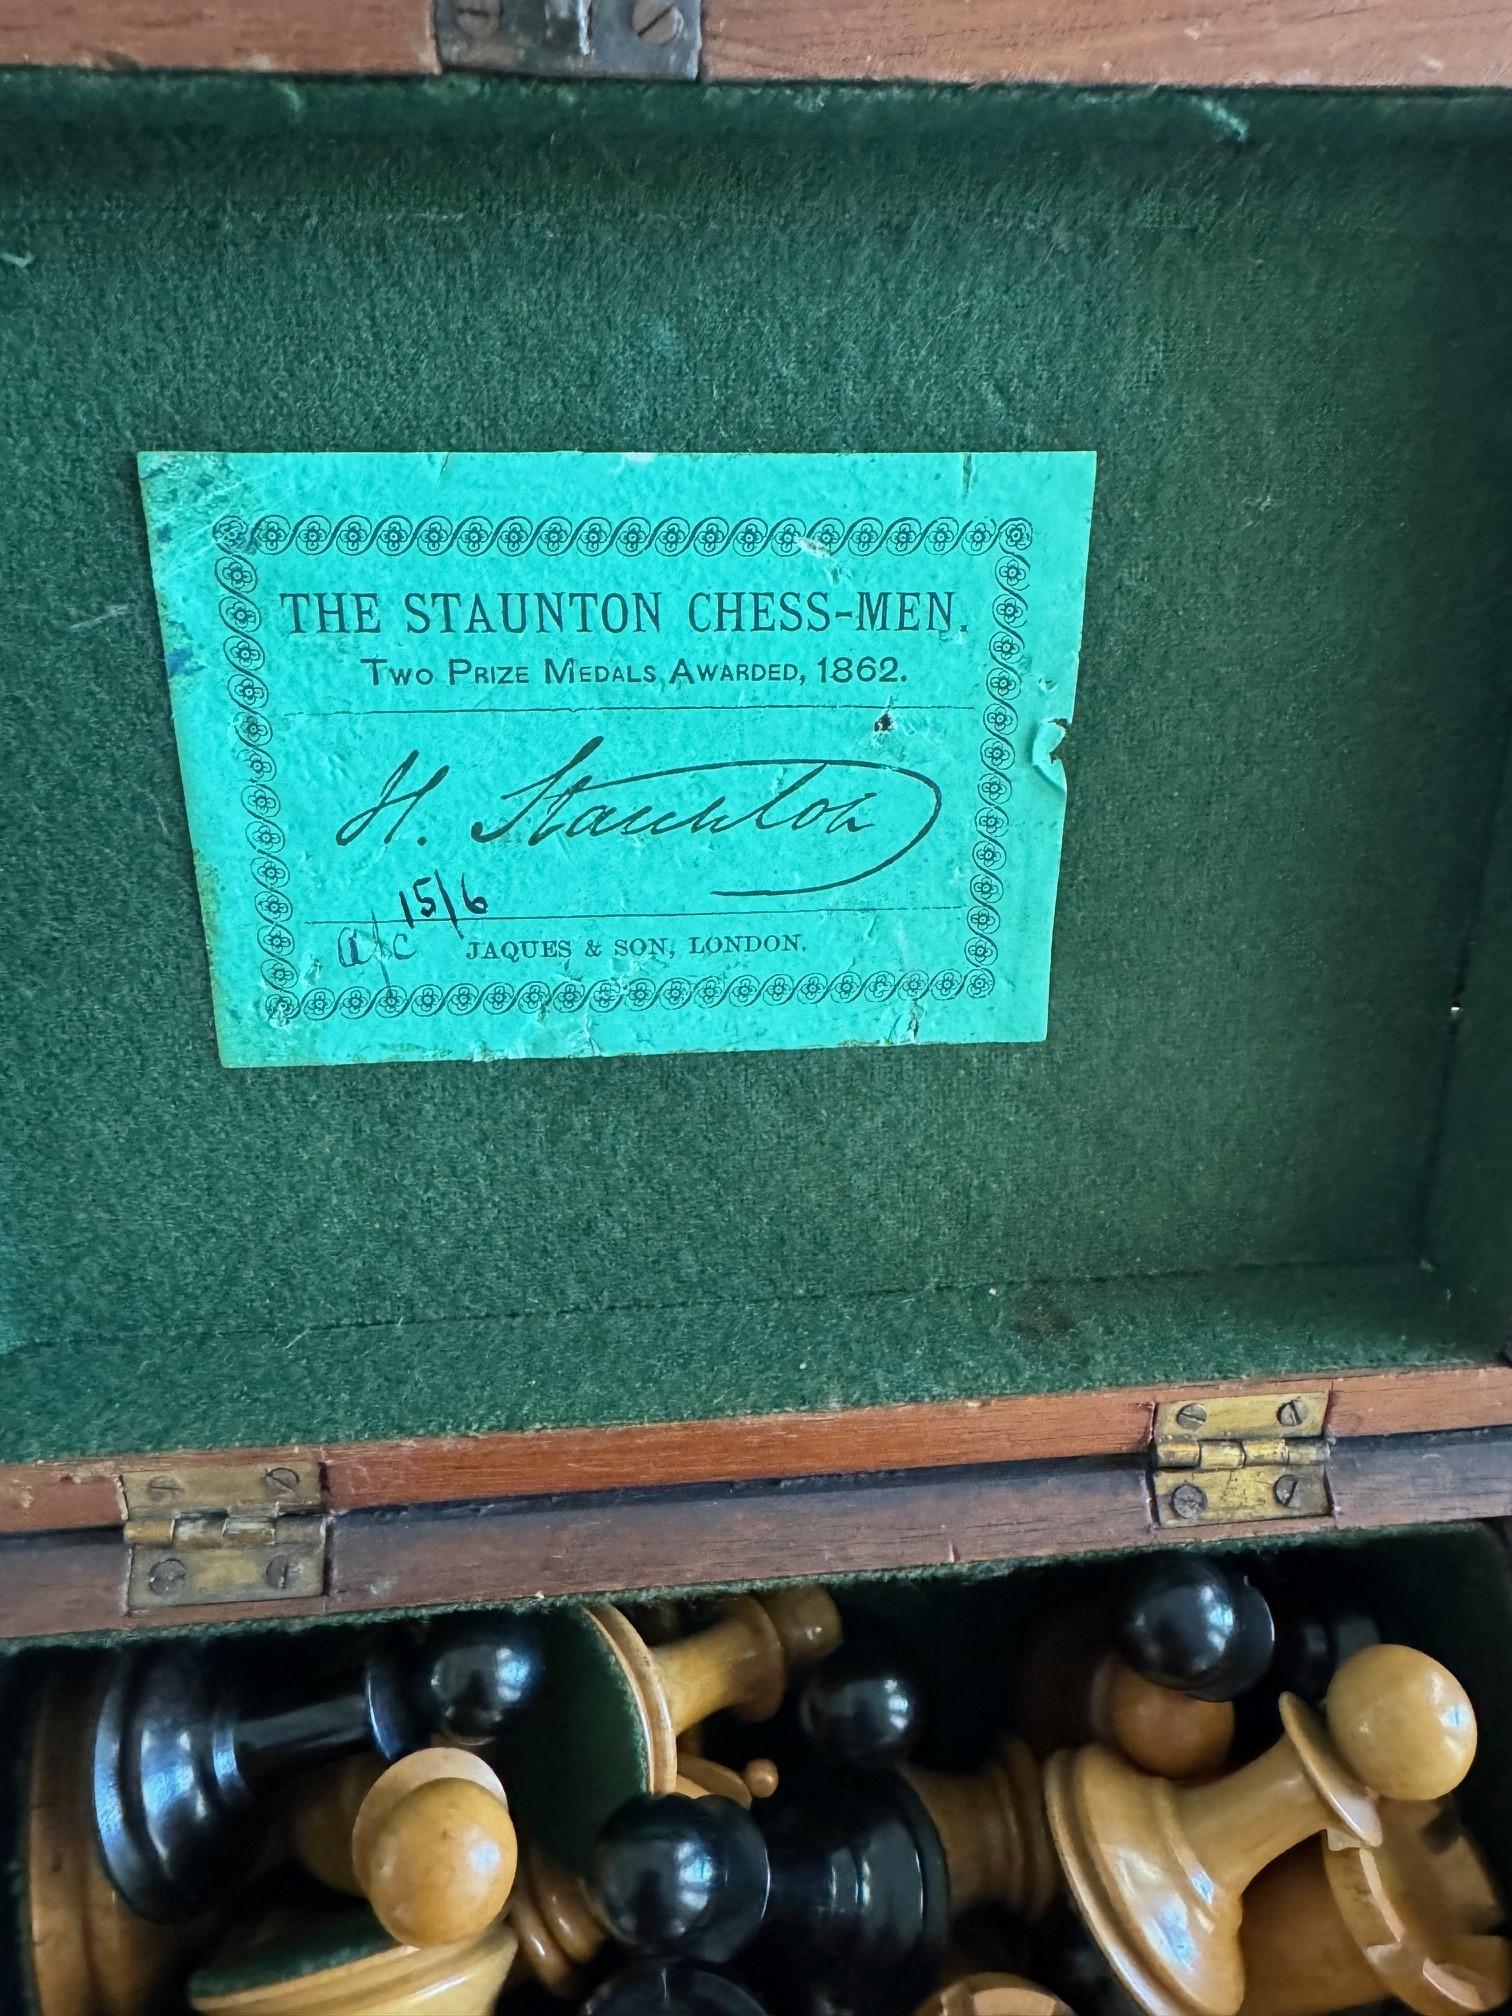 THE STAUNTON CHESS-MEN.
TWO PRIZE MEDALS AWARDED, 1862.
H. Staunton
15/6
a/c
JAQUES & SON, LONDON.